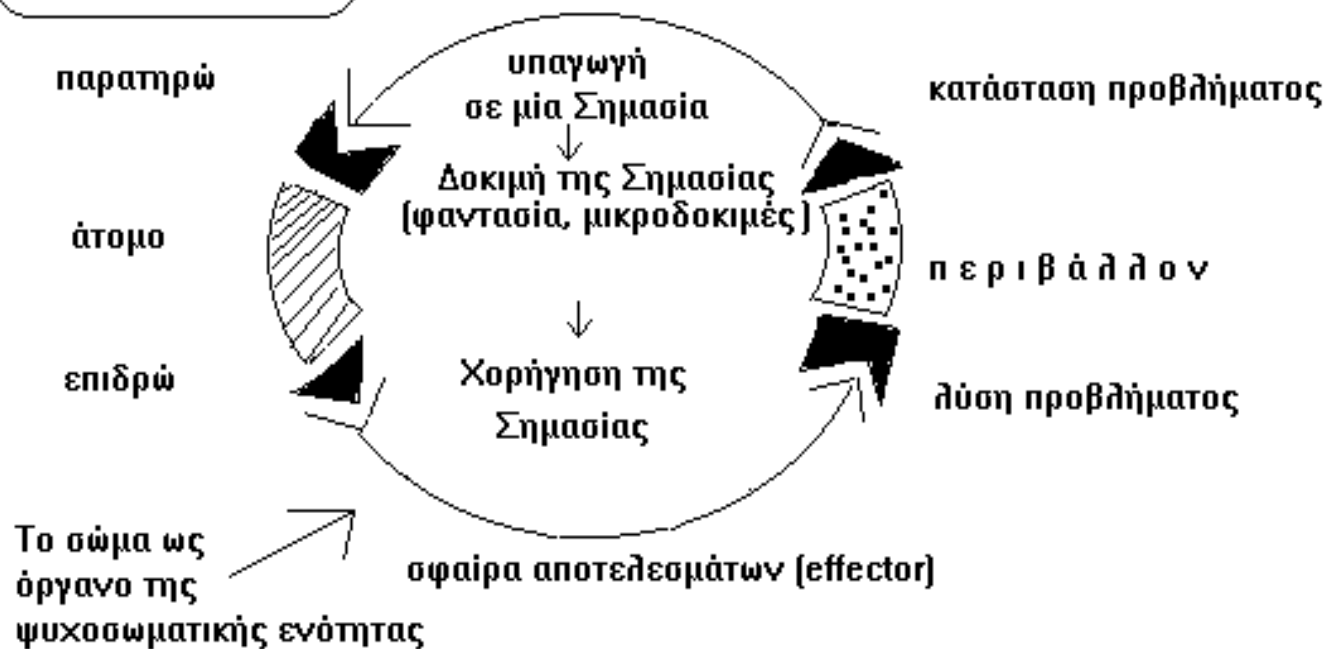 παρατηρώ
υπαγωγή
σε μία Σημασία
κατάσταση προβλήματος
Δοκιμή της Σημασίας
(φαντασία, μικροδοκιμές)
άτομο
π ε ρ ι β ά λ λ ο ν
επιδρώ
Χορήγηση της
Σημασίας
λύση προβλήματος
Το σώμα ως
όργανο της
ψυχοσωματικής ενότητας
σφαίρα αποτελεσμάτων (effector)